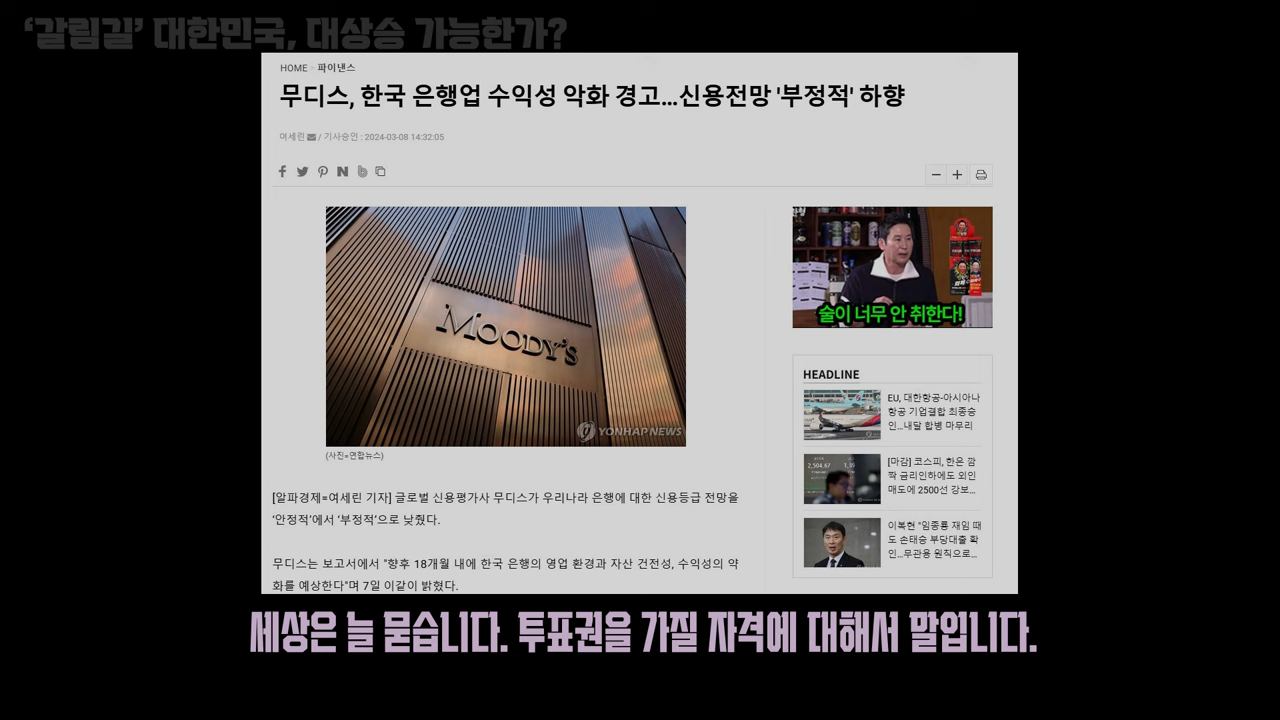 ‘갈림길’ 대한민국, 대상승 가능한가?
HOME > 파이낸스
무디스, 한국 은행업 수익성 악화 경고...신용전망 '부정적' 하향
여세린 / 기사승인 : 2024-03-08 14:32:05
MOODY'S
YONHAP NEWS
(사진=연합뉴스)
[알파경제=여세린 기자] 글로벌 신용평가사 무디스가 우리나라 은행에 대한 신용등급 전망을
‘안정적’에서 ‘부정적’으로 낮췄다.
무디스는 보고서에서 "향후 18개월 내에 한국 은행의 영업 환경과 자산 건전성, 수익성의 악
화를 예상한다"며 7일 이같이 밝혔다.
술이 너무 안 취한다!
HEADLINE
EU, 대한항공-아시아나
항공 기업결합 최종승
인...내달 합병 마무리
2,504.67
[마감] 코스피, 한은 깜
짝 금리인하에도 외인
매도에 2500선 강보...
이복현 "임종룡 재임 때
도 손태승 부당대출 확
인...무관용 원칙으로...
세상은 늘 묻습니다. 투표권을 가질 자격에 대해서 말입니다.